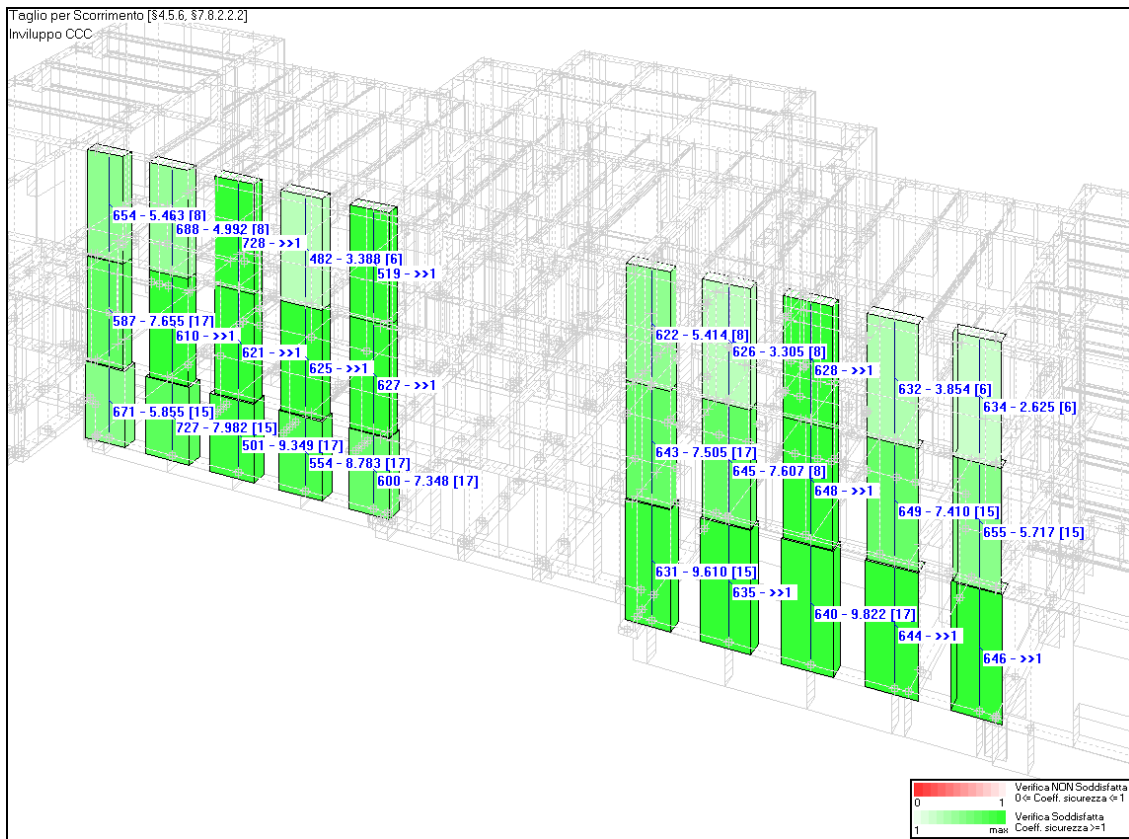 Taglio per Scorrimento [§4.5.6, §7.8.2.2.2]
Inviluppo CCC
654 - 5.463 [8]
688 - 4.992 [8]
728 - >>1
482 - 3.388 [6]
519 - >>1
587 - 7.655 [17]
610 - >>1
621 - >>1
625 - >>1
627 - >>1
671 - 5.855 [15]
727 - 7.982 [15]
501 - 9.349 [17]
554 - 8.783 [17]
600 - 7.348 [17]
622 - 5.414 [8]
626 - 3.305 [8]
628 - >>1
632 - 3.854 [6]
634 - 2.625 [6]
643 - 7.505 [17]
645 - 7.607 [8]
648 - >>1
649 - 7.410 [15]
655 - 5.717 [15]
631 - 9.610 [15]
635 - >>1
640 - 9.822 [17]
644 - >>1
646 - >>1
Verifica NON Soddisfatta
0<= Coeff. sicurezza <=1
0 1
Verifica Soddisfatta
Coeff. sicurezza >=1
1 max